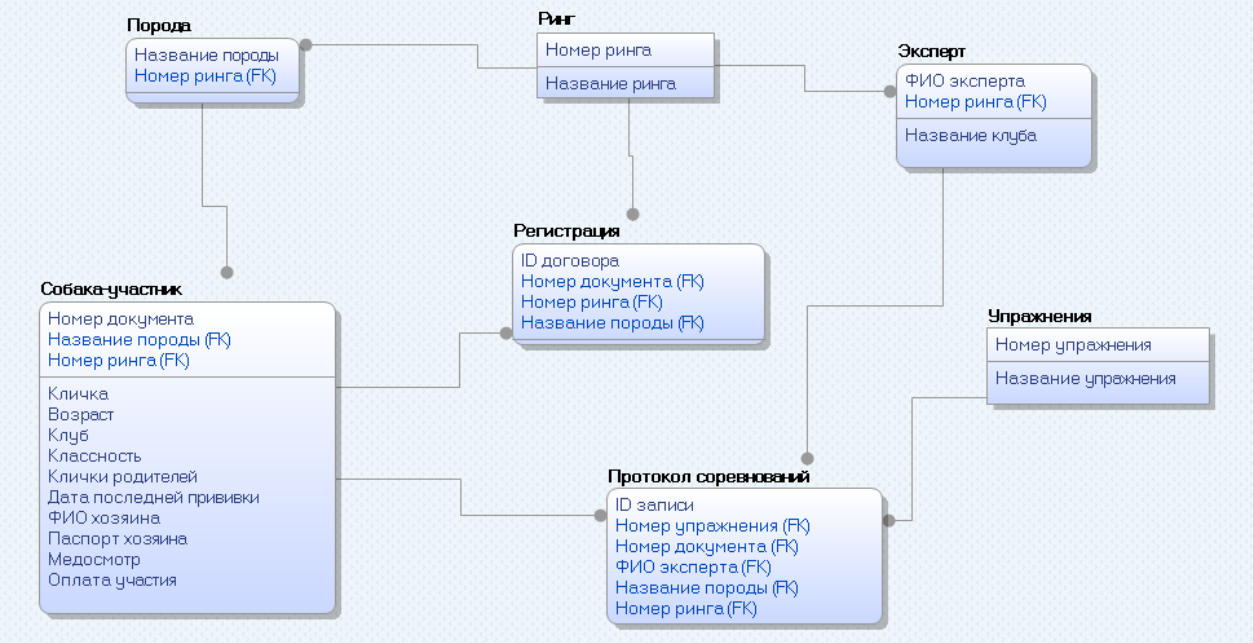 Порода
Название породы
Номер ринга (FK)
Ринг
Номер ринга
Название ринга
Эксперт
ФИО эксперта
Номер ринга (FK)
Название клуба
Регистрация
ID договора
Номер документа (FK)
Номер ринга (FK)
Название породы (FK)
Собака-участник
Номер документа
Название породы (FK)
Номер ринга (FK)
Кличка
Возраст
Клуб
Классность
Клички родителей
Дата последней прививки
ФИО хозяина
Паспорт хозяина
Медосмотр
Оплата участия
Упражнения
Номер упражнения
Название упражнения
Протокол соревнований
ID записи
Номер упражнения (FK)
Номер документа (FK)
ФИО эксперта (FK)
Название породы (FK)
Номер ринга (FK)